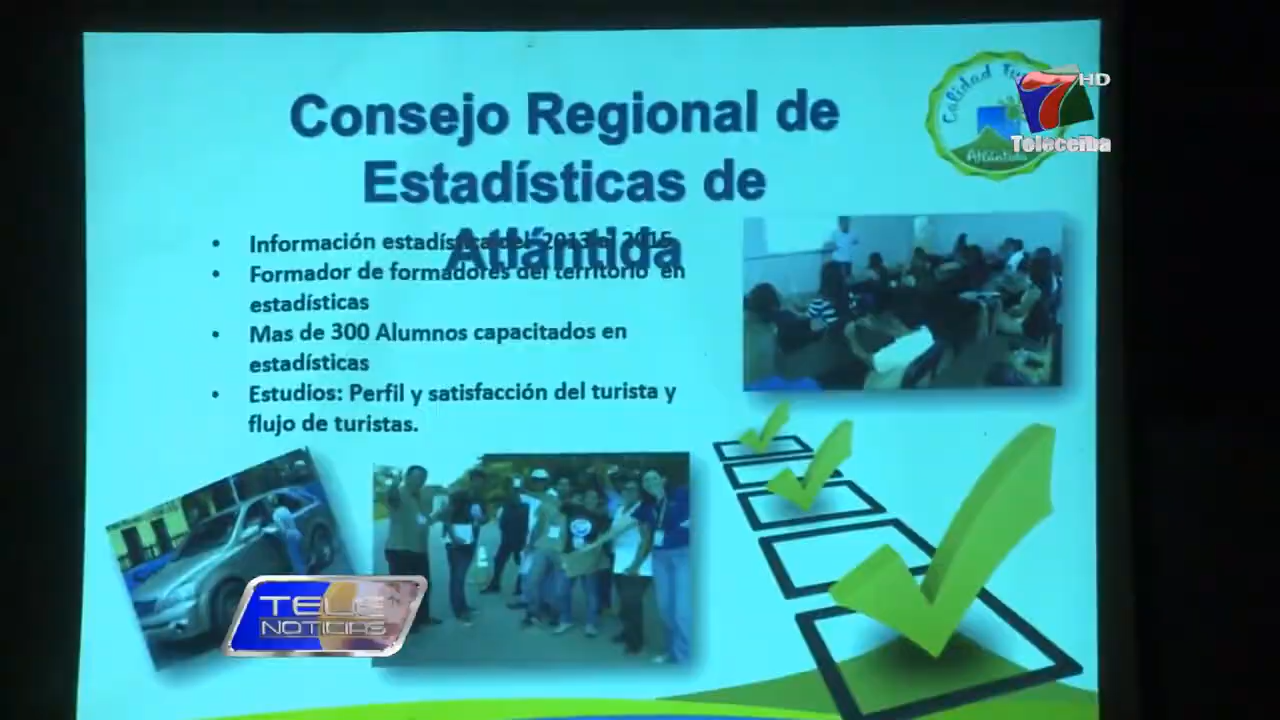 Consejo Regional de
Estadísticas de
Atlántida
• Información estadística del 2013 al 2015
• Formador de formadores del territorio en
estadísticas
• Mas de 300 Alumnos capacitados en
estadísticas
• Estudios: Perfil y satisfacción del turista y
flujo de turistas.
Calidad
Atlántida
7 HD
Teleceiba
TELE
NOTICIAS